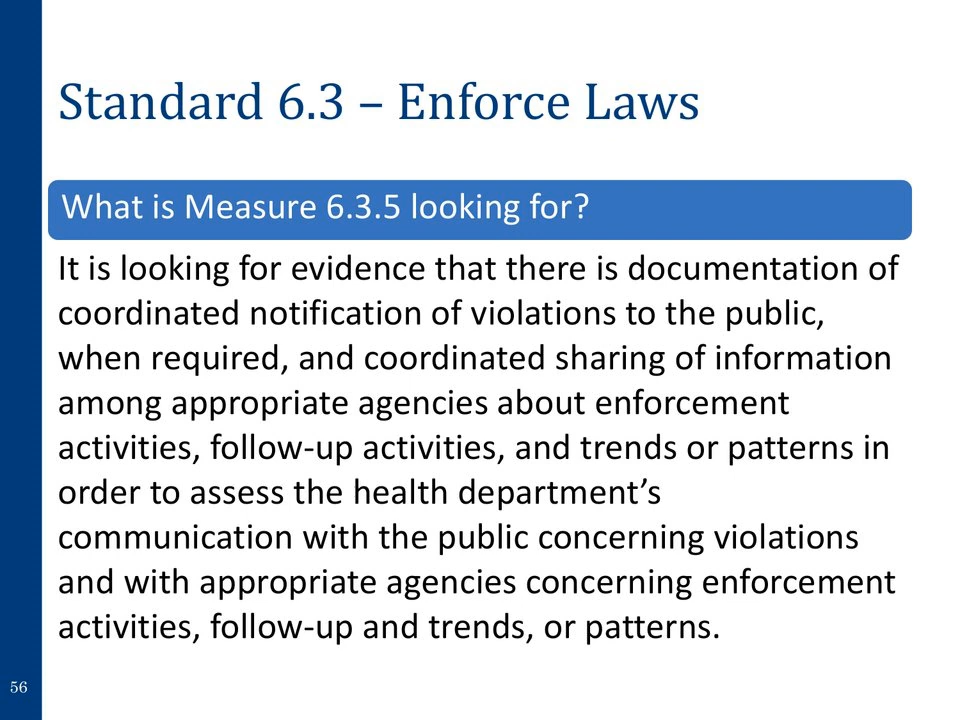 Standard 6.3 – Enforce Laws
What is Measure 6.3.5 looking for?
It is looking for evidence that there is documentation of
coordinated notification of violations to the public,
when required, and coordinated sharing of information
among appropriate agencies about enforcement
activities, follow-up activities, and trends or patterns in
order to assess the health department’s
communication with the public concerning violations
and with appropriate agencies concerning enforcement
activities, follow-up and trends, or patterns.
56